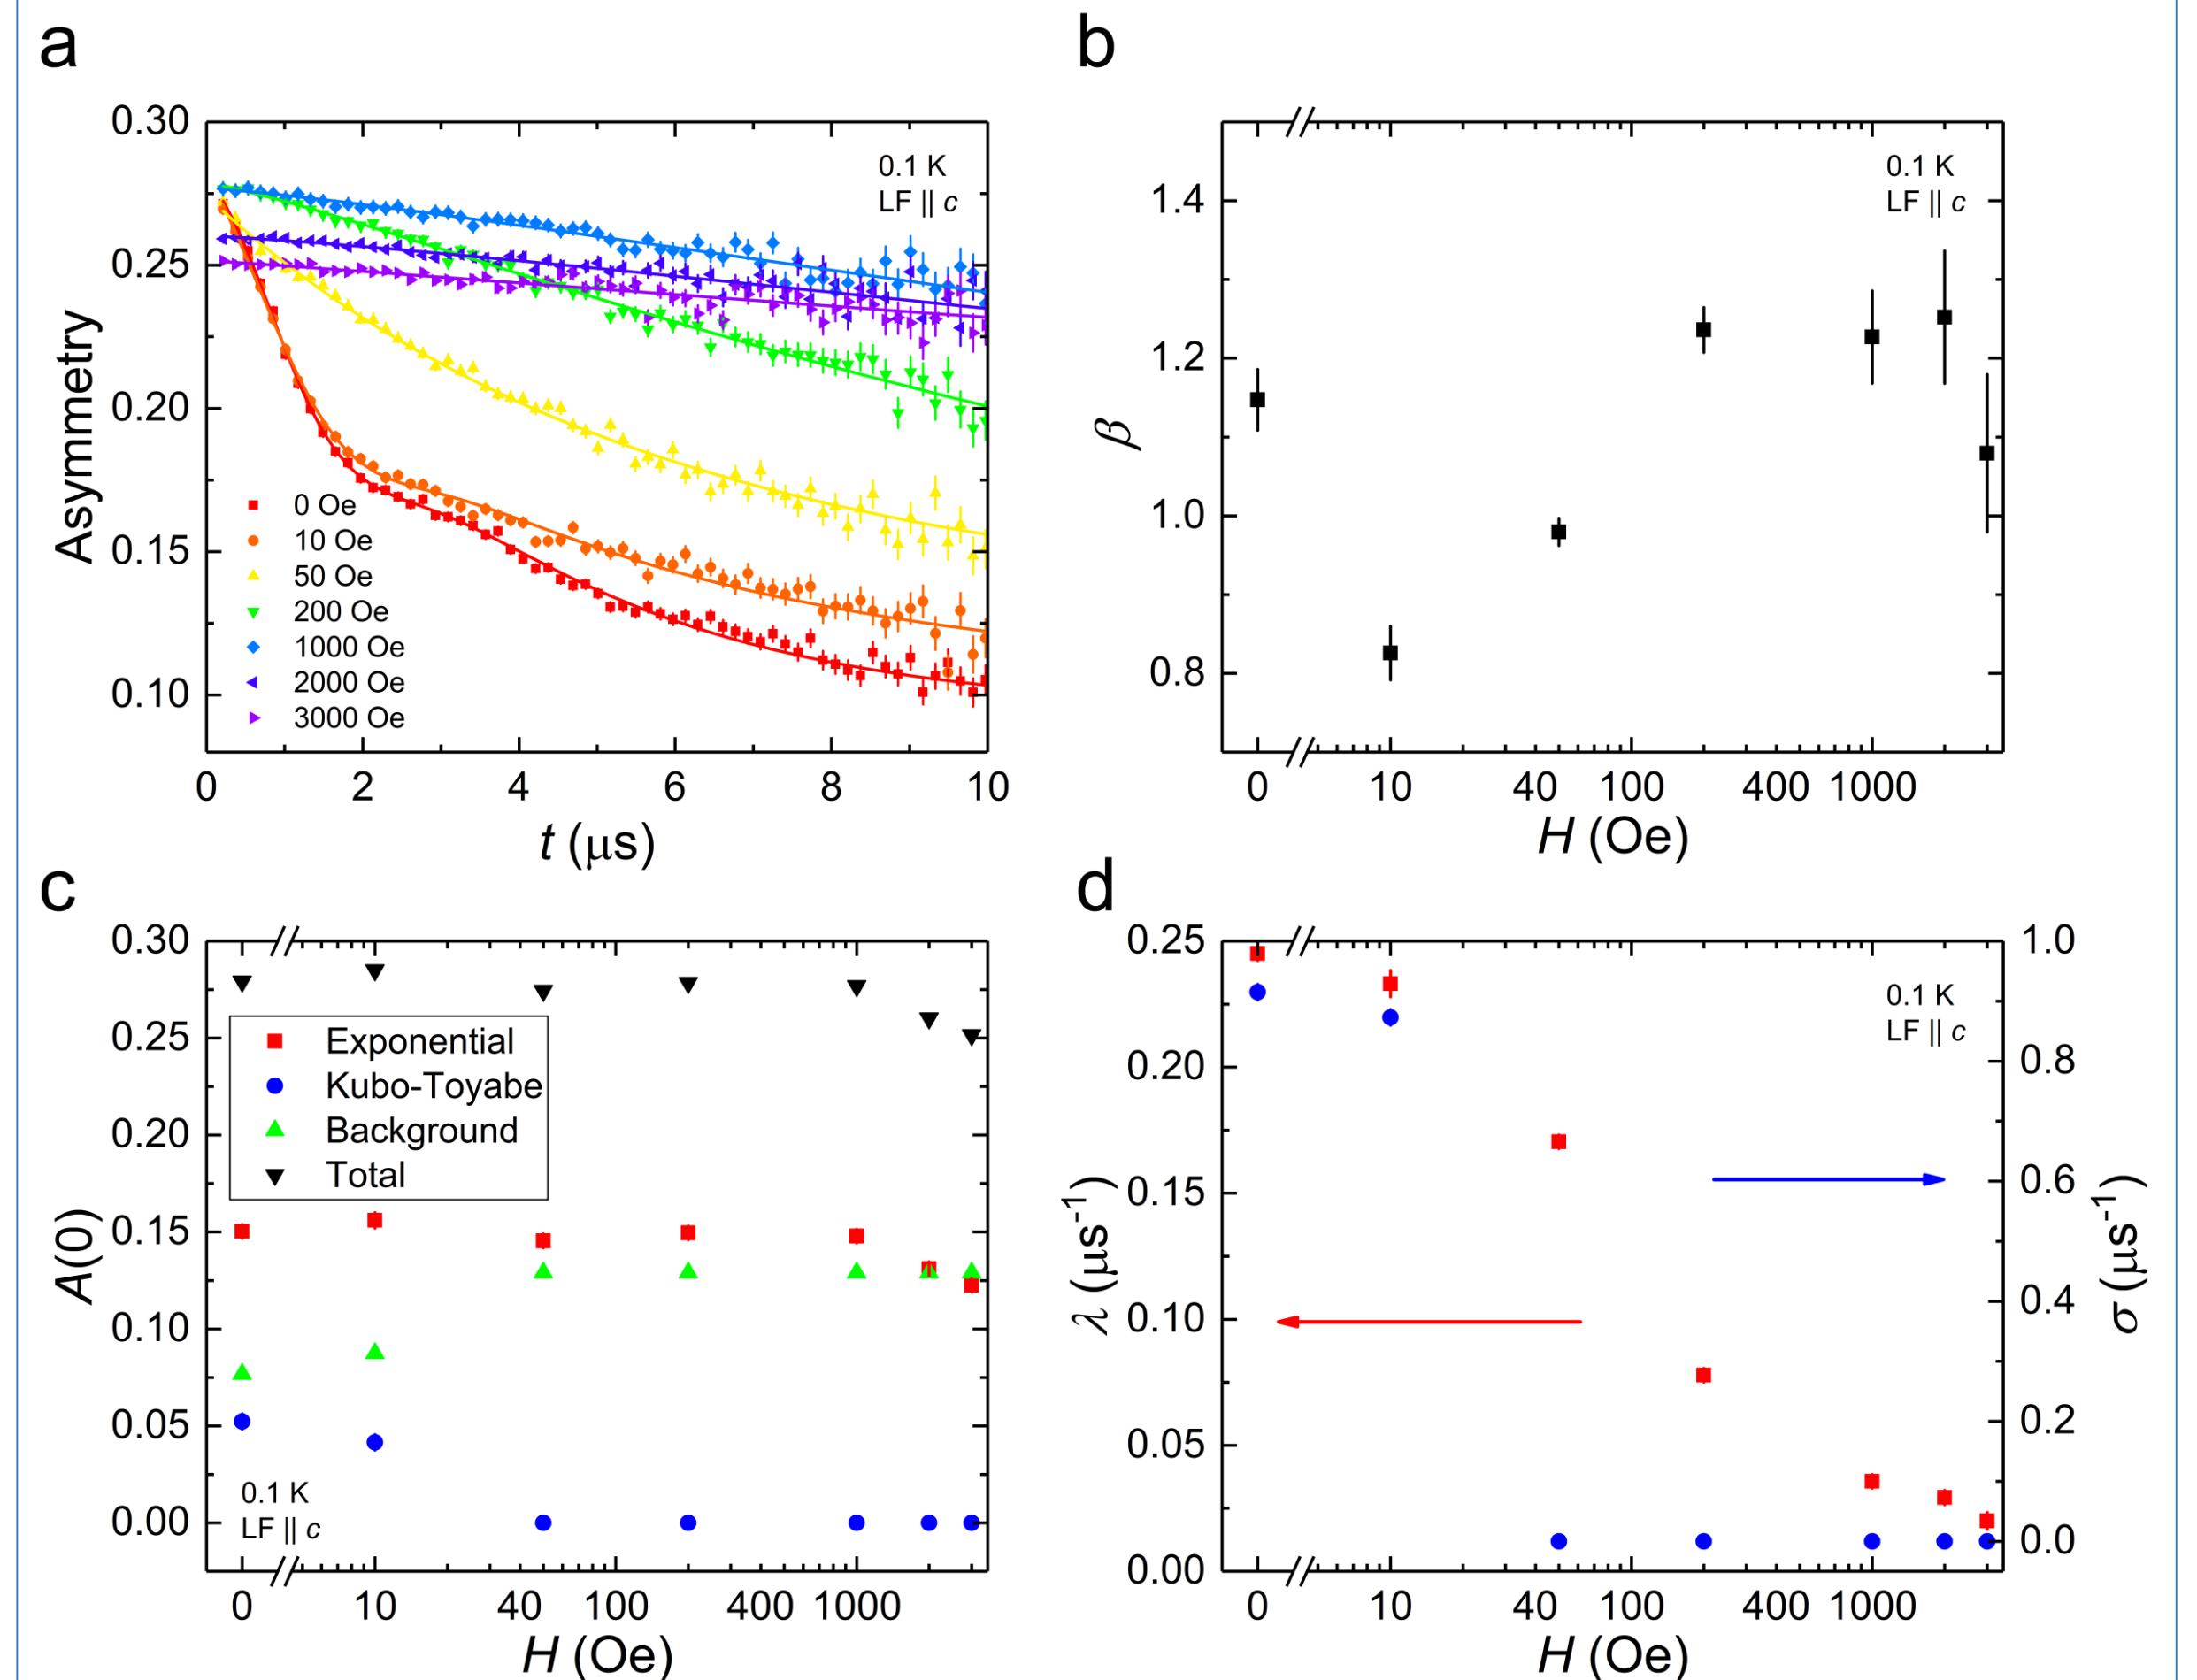 a
0.30
0.25
0.20
0.15
0.10
Asymmetry
0.1 K
LF || c
0 Oe
10 Oe
50 Oe
200 Oe
1000 Oe
2000 Oe
3000 Oe
0 2 4 6 8 10
t (μs)
b
1.4
1.2
1.0
0.8
β
0.1 K
LF || c
0 10 40 100 400 1000
H (Oe)
c
0.30
0.25
0.20
0.15
0.10
0.05
0.00
A(0)
Exponential
Kubo-Toyabe
Background
Total
0.1 K
LF || c
0 10 40 100 400 1000
H (Oe)
d
0.25
0.20
0.15
0.10
0.05
0.00
λ (μs⁻¹)
0.1 K
LF || c
1.0
0.8
0.6
0.4
0.2
0.0
σ (μs⁻¹)
0 10 40 100 400 1000
H (Oe)